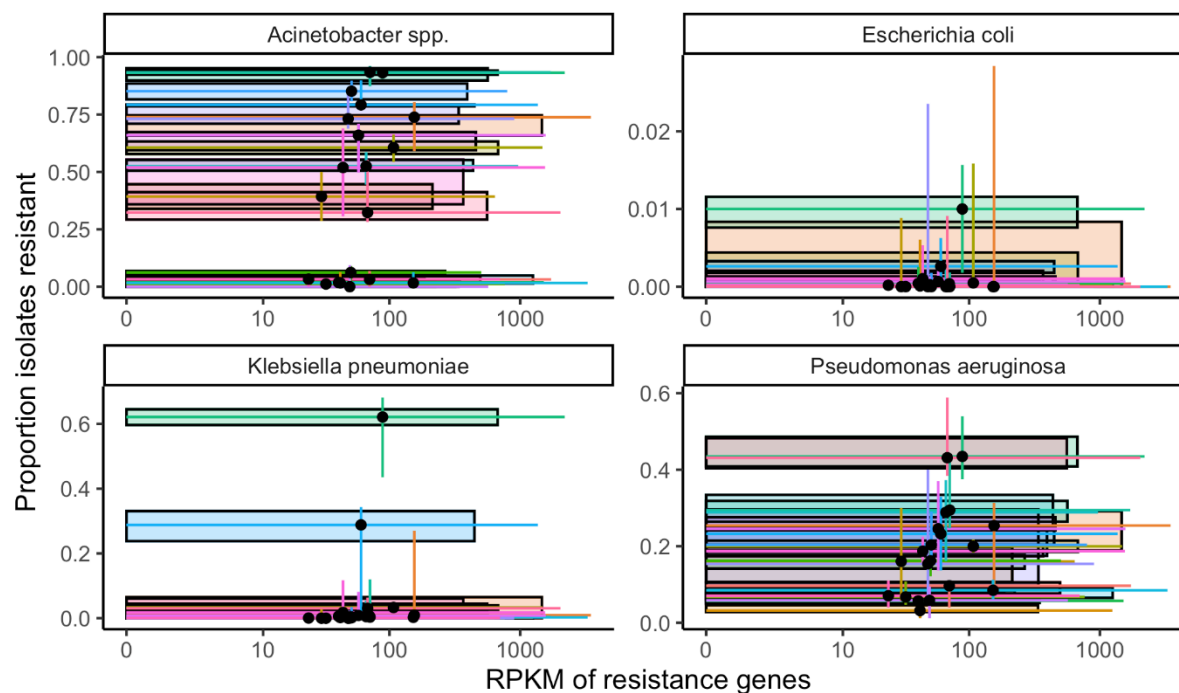 Acinetobacter spp.
Escherichia coli
1.00
0.75
0.50
0.25
0.00
0.02
0.01
0.00
0 10 100 1000
0 10 100 1000
Klebsiella pneumoniae
Pseudomonas aeruginosa
0.6
0.4
0.2
0.0
0.6
0.4
0.2
0.0
0 10 100 1000
0 10 100 1000
Proportion isolates resistant
RPKM of resistance genes